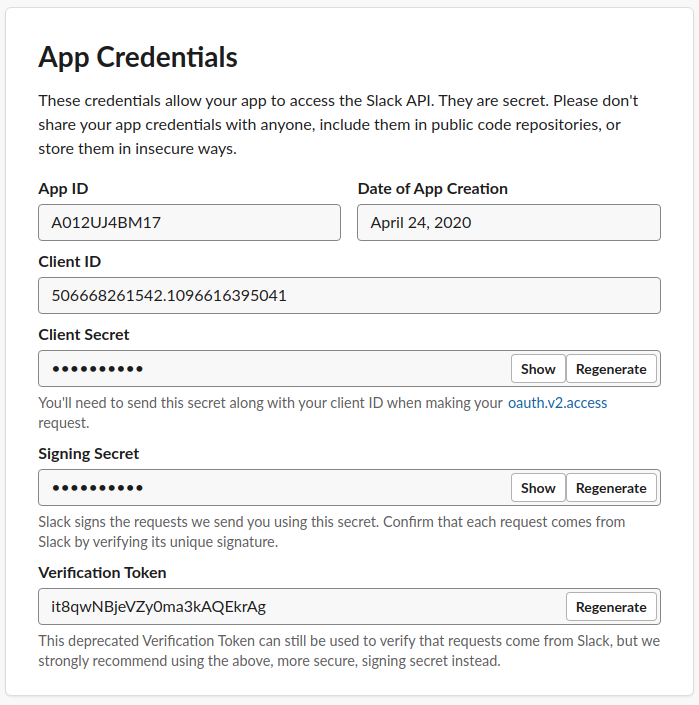 App Credentials
These credentials allow your app to access the Slack API. They are secret. Please don't
share your app credentials with anyone, include them in public code repositories, or
store them in insecure ways.
App ID
A012UJ4BM17
Date of App Creation
April 24, 2020
Client ID
506668261542.1096616395041
Client Secret
••••••••••
Show
Regenerate
You'll need to send this secret along with your client ID when making your oauth.v2.access
request.
Signing Secret
••••••••••
Show
Regenerate
Slack signs the requests we send you using this secret. Confirm that each request comes from
Slack by verifying its unique signature.
Verification Token
it8qwNBjeVZy0ma3kAQEkrAg
Regenerate
This deprecated Verification Token can still be used to verify that requests come from Slack, but we
strongly recommend using the above, more secure, signing secret instead.